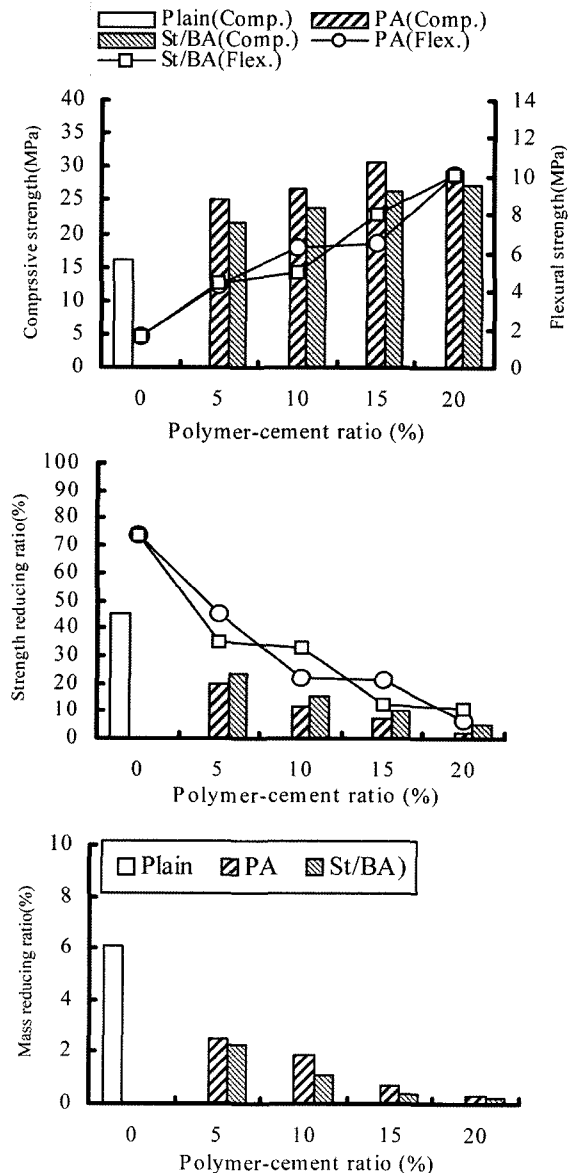 Plain(Comp.) PA(Comp.)
St/BA(Comp.) PA(Flex.)
St/BA(Flex.)
40
35
30
25
20
15
10
5
0
Comprssive strength(MPa)
14
12
10
8
6
4
2
0
Flexural strength(MPa)
0 5 10 15 20
Polymer-cement ratio (%)
100
90
80
70
60
50
40
30
20
10
0
Strength reducing ratio(%)
0 5 10 15 20
Polymer-cement ratio (%)
10
8
6
4
2
0
Mass reducing ratio(%)
Plain PA St/BA)
0 5 10 15 20
Polymer-cement ratio (%)